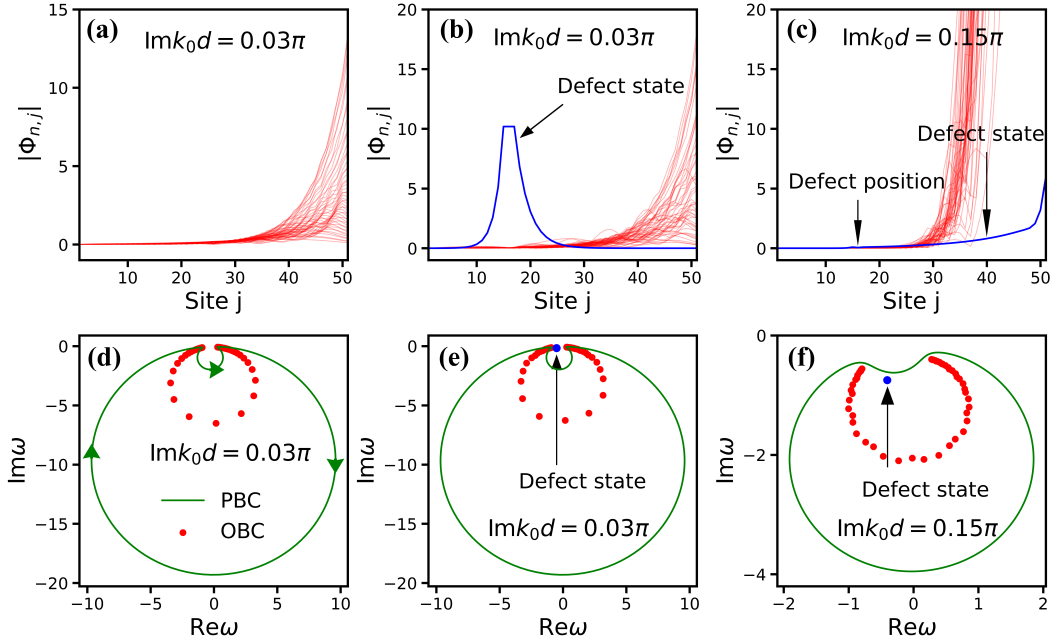 (a)
Imk₀d = 0.03π
|Φₙ,ⱼ|
15
10
5
0
10 20 30 40 50
Site j
(b)
Imk₀d = 0.03π
Defect state
|Φₙ,ⱼ|
20
15
10
5
0
10 20 30 40 50
Site j
(c)
Imk₀d = 0.15π
Defect state
Defect position
|Φₙ,ⱼ|
20
15
10
5
0
10 20 30 40 50
Site j
(d)
Imk₀d = 0.03π
PBC
OBC
Imω
0
−5
−10
−15
−20
−10 −5 0 5 10
Reω
(e)
Defect state
Imk₀d = 0.03π
Imω
0
−5
−10
−15
−20
−10 −5 0 5 10
Reω
(f)
Defect state
Imk₀d = 0.15π
Imω
0
−2
−4
−2 −1 0 1 2
Reω